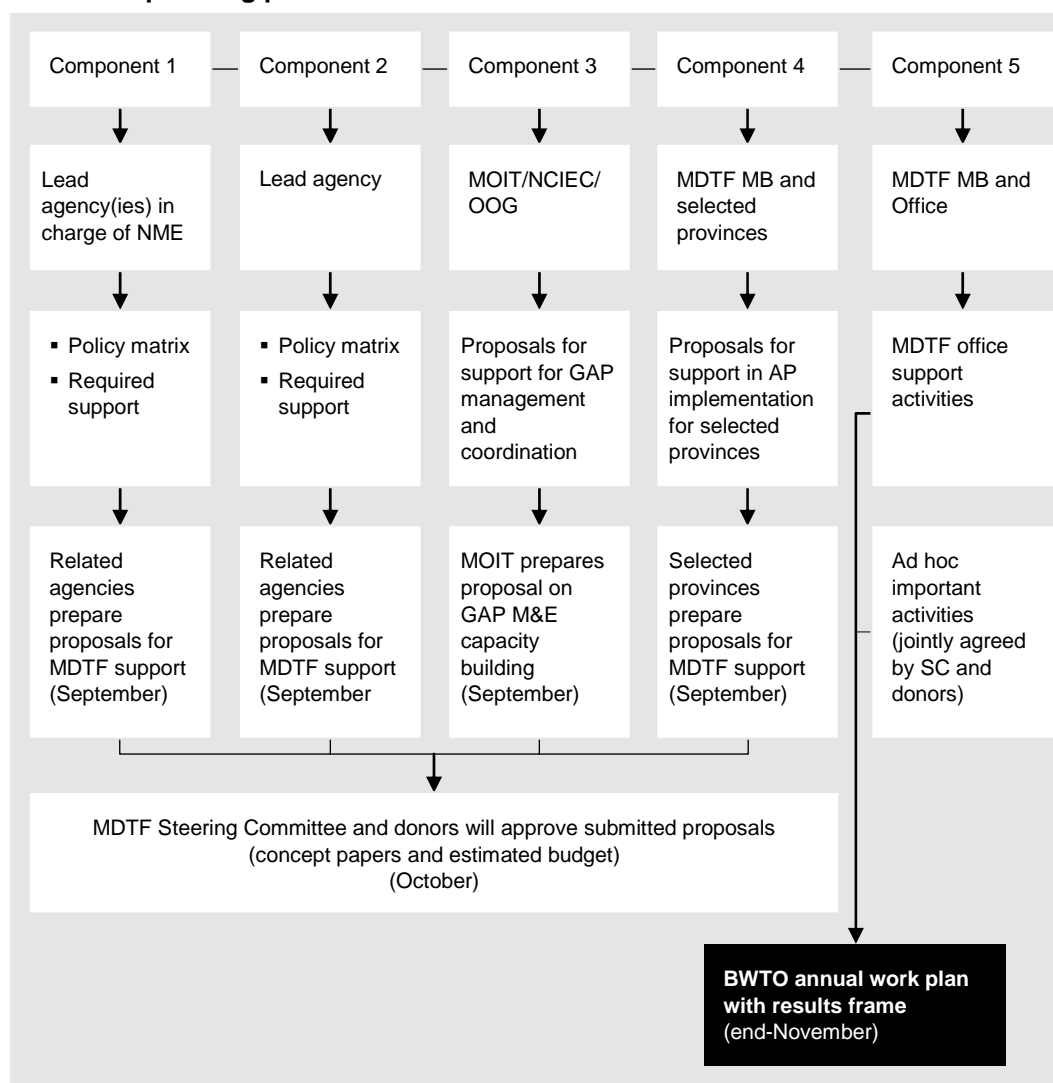 Component 1
Component 2
Component 3
Component 4
Component 5
Lead
agency(ies) in
charge of NME
Lead agency
MOIT/NCIEC/
OOG
MDTF MB and
selected
provinces
MDTF MB and
Office
▪ Policy matrix
▪ Required
support
▪ Policy matrix
▪ Required
support
Proposals for
support for GAP
management
and
coordination
Proposals for
support in AP
implementation
for selected
provinces
MDTF office
support
activities
Related
agencies
prepare
proposals for
MDTF support
(September)
Related
agencies
prepare
proposals for
MDTF support
(September
MOIT prepares
proposal on
GAP M&E
capacity
building
(September)
Selected
provinces
prepare
proposals for
MDTF support
(September)
Ad hoc
important
activities
(jointly agreed
by SC and
donors)
MDTF Steering Committee and donors will approve submitted proposals
(concept papers and estimated budget)
(October)
BWTO annual work plan
with results frame
(end-November)